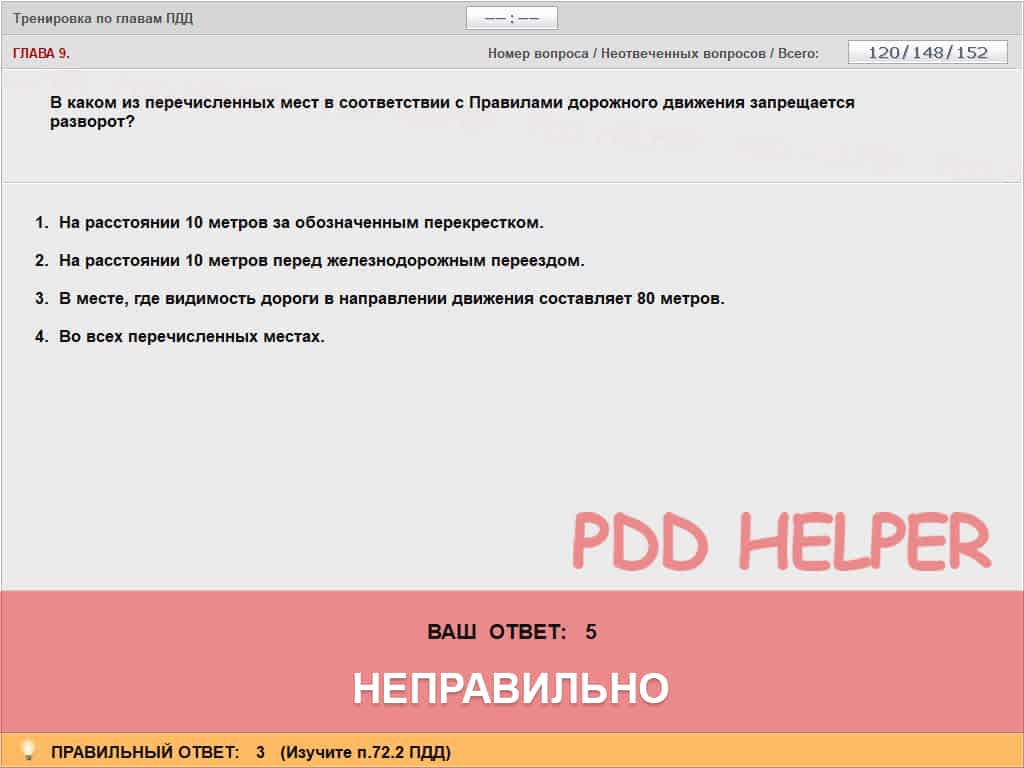 Тренировка по главам ПДД
—— : ——
ГЛАВА 9.
Номер вопроса / Неотвеченных вопросов / Всего:
120/148/152
В каком из перечисленных мест в соответствии с Правилами дорожного движения запрещается
разворот?
1. На расстоянии 10 метров за обозначенным перекрестком.
2. На расстоянии 10 метров перед железнодорожным переездом.
3. В месте, где видимость дороги в направлении движения составляет 80 метров.
4. Во всех перечисленных местах.
PDD HELPER
ВАШ ОТВЕТ: 5
НЕПРАВИЛЬНО
ПРАВИЛЬНЫЙ ОТВЕТ: 3 (Изучите п.72.2 ПДД)